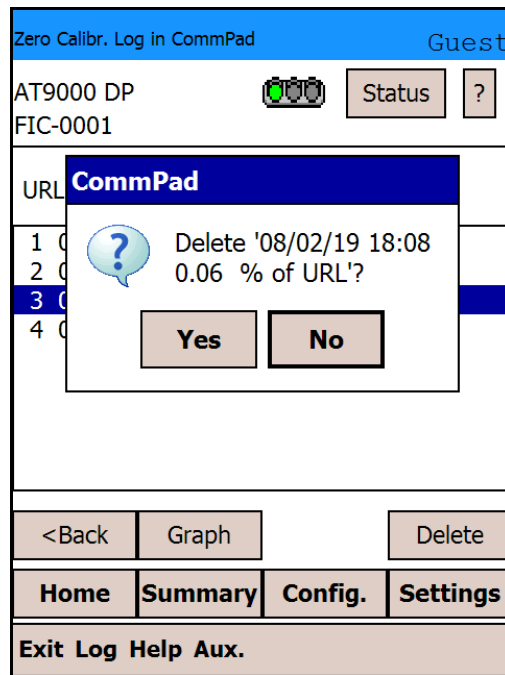 Zero Calibr. Log in CommPad Guest
AT9000 DP Status ?
FIC-0001
URL
CommPad
1 0
2 0
3 0
4 0
?
Delete '08/02/19 18:08
0.06 % of URL'?
Yes No
<Back Graph Delete
Home Summary Config. Settings
Exit Log Help Aux.